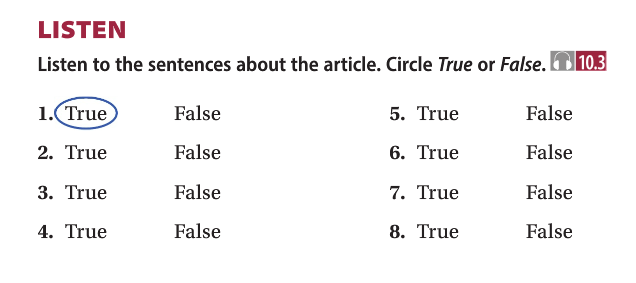 LISTEN
Listen to the sentences about the article. Circle True or False. 10.3
1. True False 5. True False
2. True False 6. True False
3. True False 7. True False
4. True False 8. True False